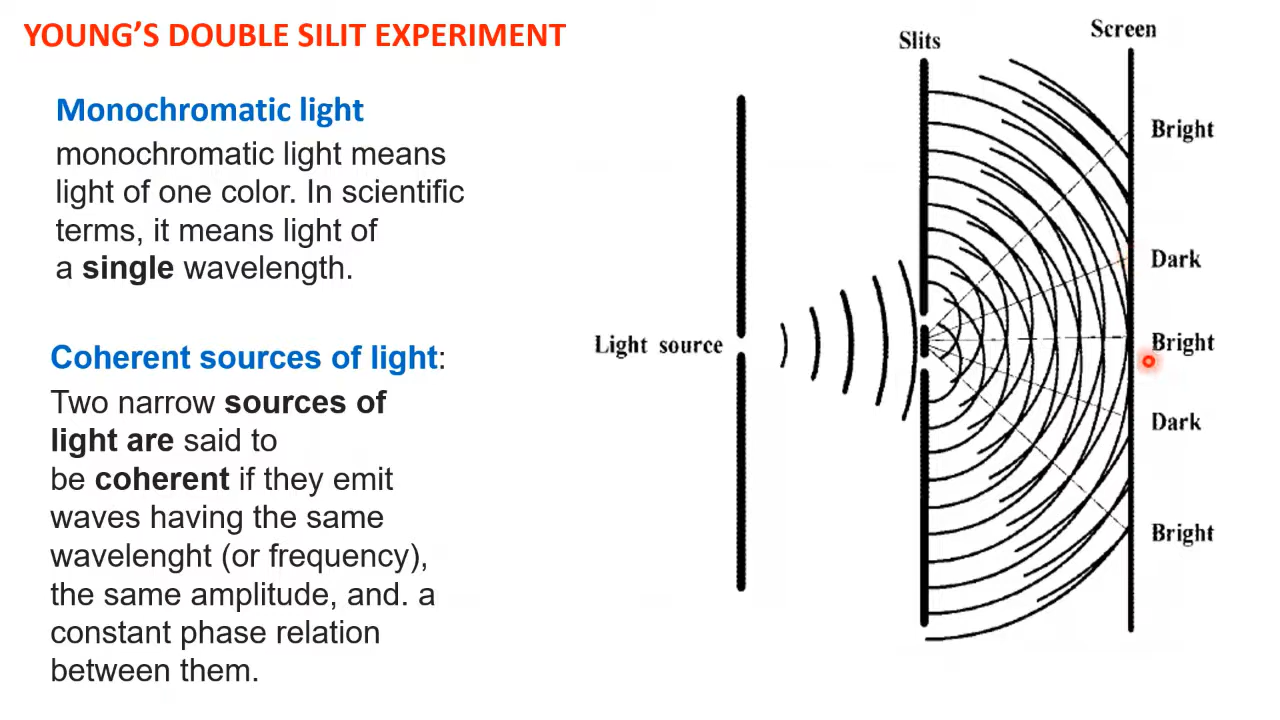 YOUNG'S DOUBLE SILIT EXPERIMENT
Monochromatic light
monochromatic light means
light of one color. In scientific
terms, it means light of
a single wavelength.
Coherent sources of light:
Two narrow sources of
light are said to
be coherent if they emit
waves having the same
wavelenght (or frequency),
the same amplitude, and. a
constant phase relation
between them.
Light source
Slits
Screen
Bright
Dark
Bright
Dark
Bright